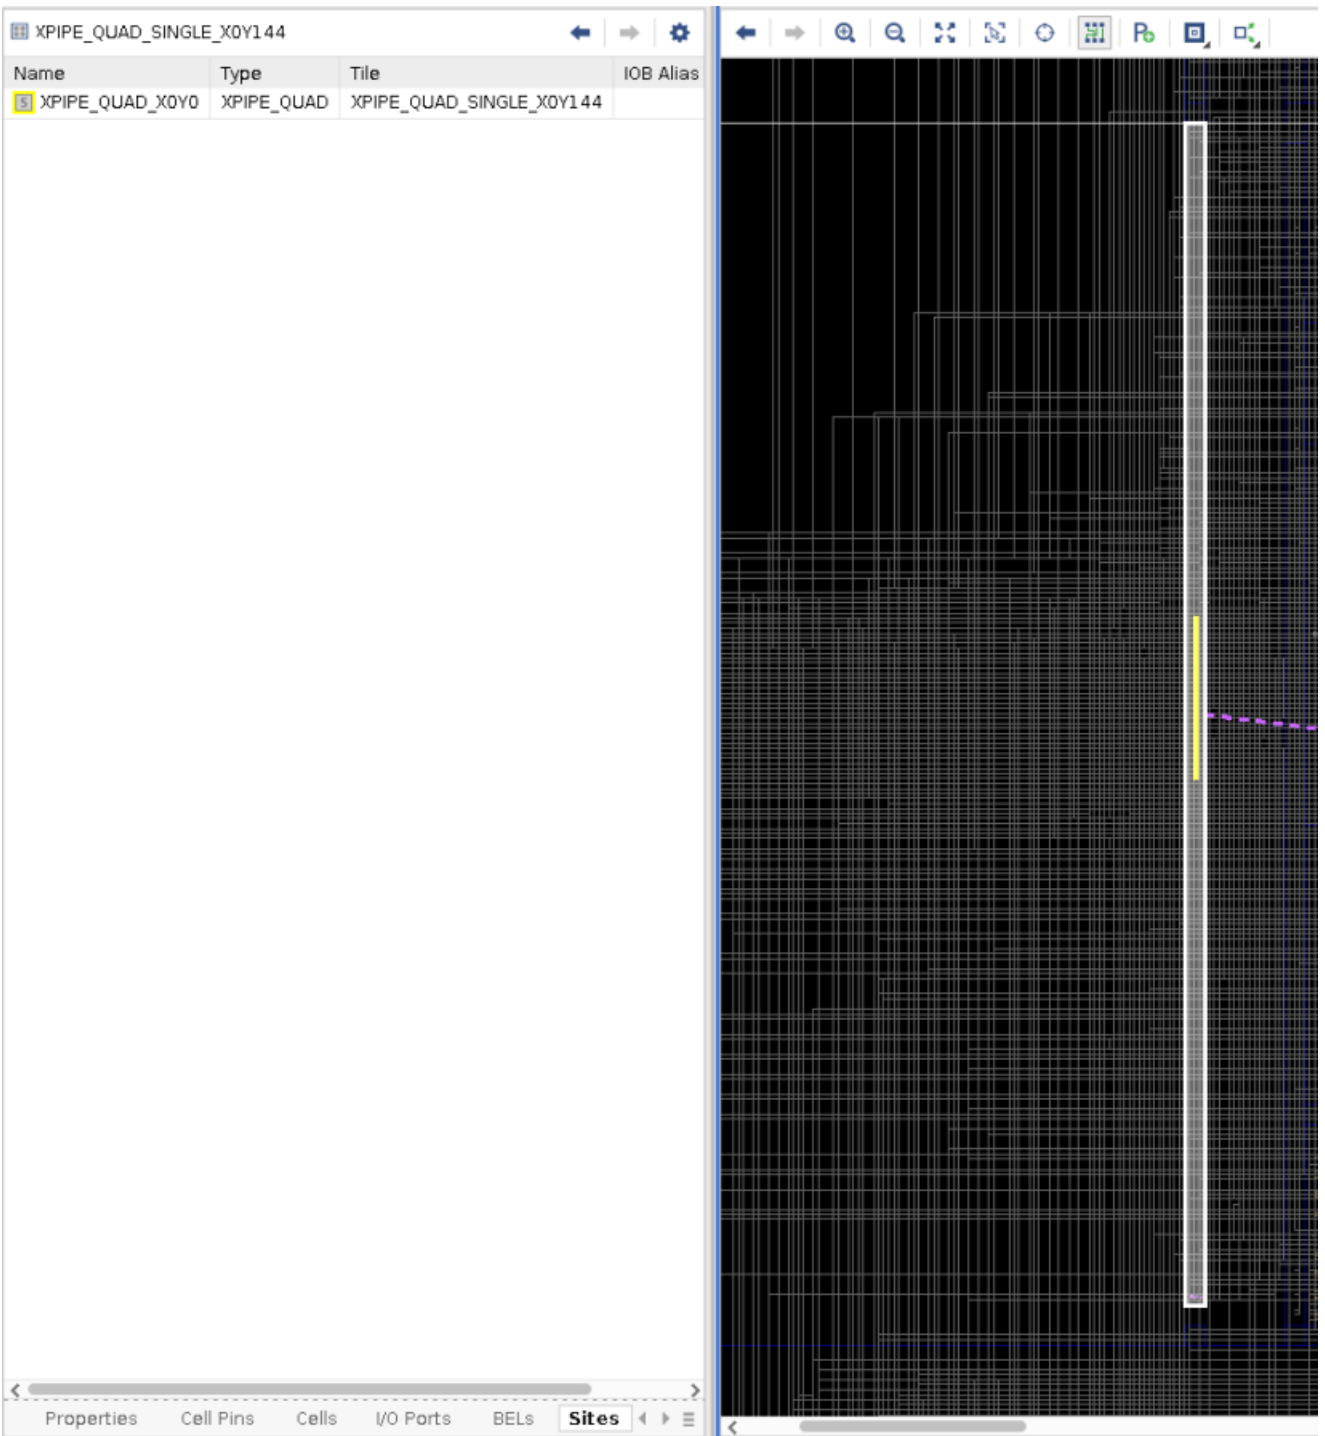 XPIPE_QUAD_SINGLE_X0Y144
Name Type Tile IOB Alias
S XPIPE_QUAD_X0Y0 XPIPE_QUAD XPIPE_QUAD_SINGLE_X0Y144
Properties Cell Pins Cells I/O Ports BELs Sites